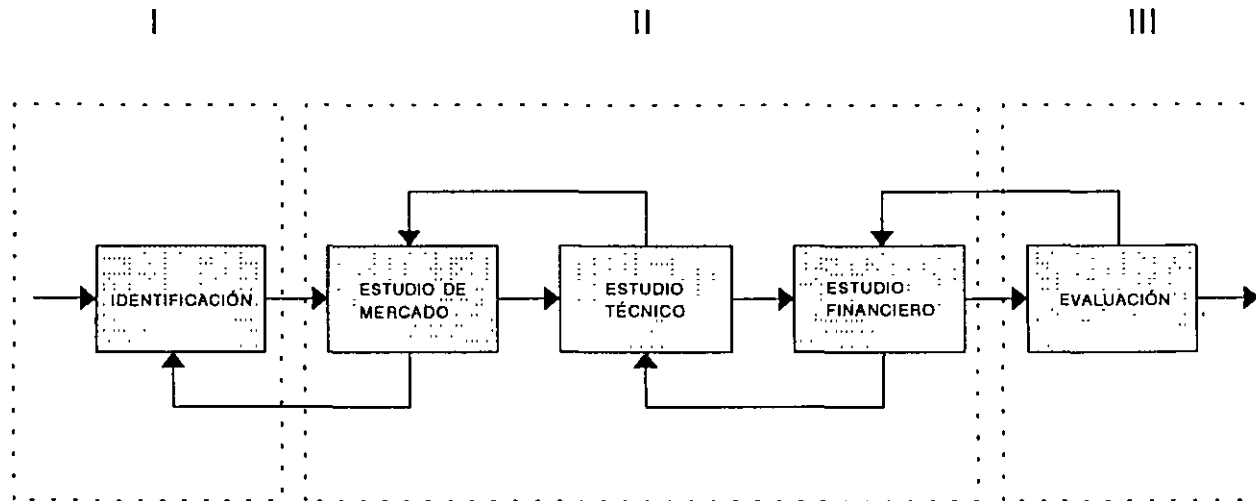 I
II
III
IDENTIFICACIÓN
ESTUDIO DE
MERCADO
ESTUDIO
TÉCNICO
ESTUDIO
FINANCIERO
EVALUACIÓN